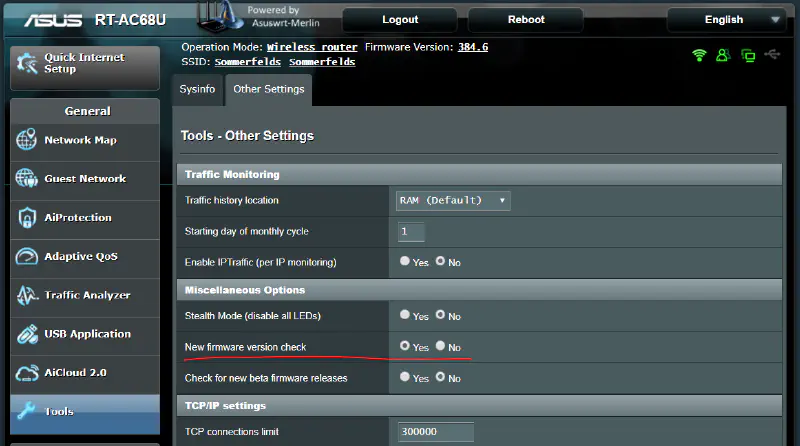 Powered by
Asuswrt-Merlin
ASUS RT-AC68U
Logout
Reboot
English
Quick Internet
Setup
Operation Mode: Wireless router Firmware Version: 384.6
SSID: Sommerfelds Sommerfelds
General
Network Map
Guest Network
AiProtection
Adaptive QoS
Traffic Analyzer
USB Application
AiCloud 2.0
Tools
Sysinfo
Other Settings
Tools - Other Settings
Traffic Monitoring
Traffic history location RAM (Default)
Starting day of monthly cycle 1
Enable IPTraffic (per IP monitoring) Yes No
Miscellaneous Options
Stealth Mode (disable all LEDs) Yes No
New firmware version check Yes No
Check for new beta firmware releases Yes No
TCP/IP settings
TCP connections limit 300000